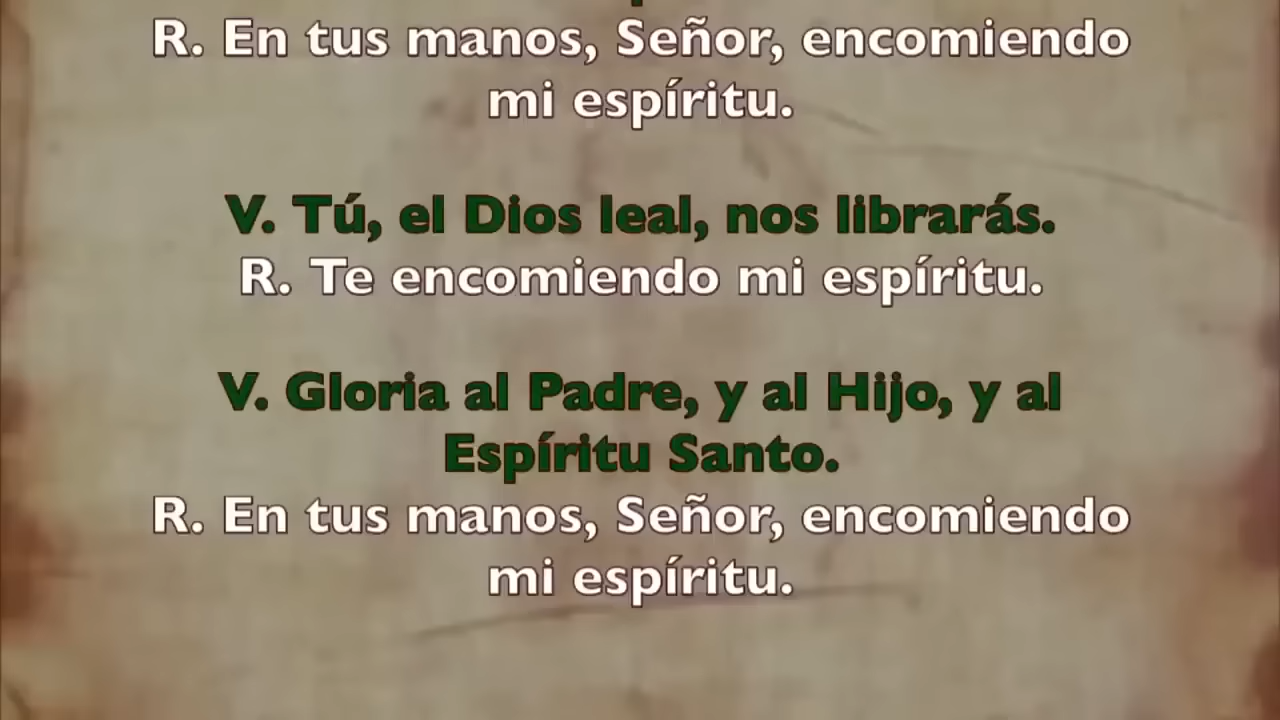 R. En tus manos, Señor, encomiendo
mi espíritu.
V. Tú, el Dios leal, nos librarás.
R. Te encomiendo mi espíritu.
V. Gloria al Padre, y al Hijo, y al
Espíritu Santo.
R. En tus manos, Señor, encomiendo
mi espíritu.